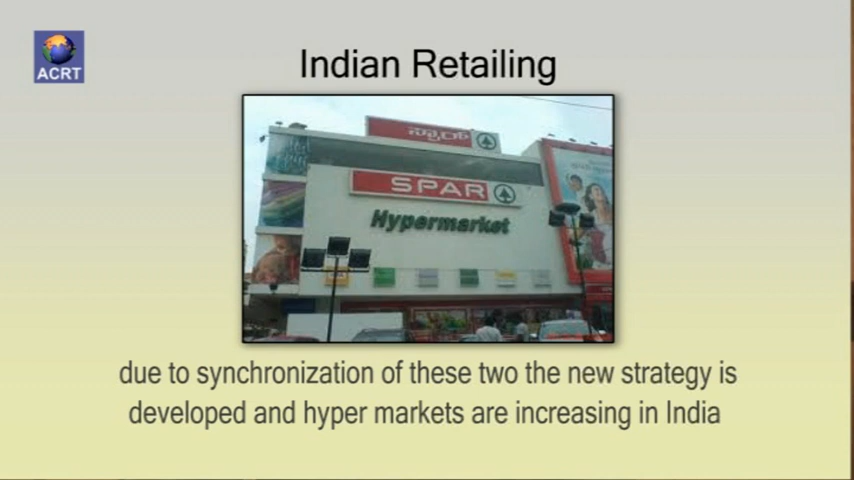 ACRT
Indian Retailing
ಸ್ಪಾರ್
SPAR
Hypermarket
due to synchronization of these two the new strategy is
developed and hyper markets are increasing in India